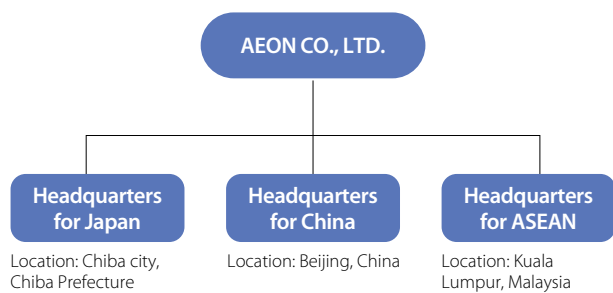 AEON CO., LTD.
Headquarters
for Japan
Location: Chiba city,
Chiba Prefecture
Headquarters
for China
Location: Beijing, China
Headquarters
for ASEAN
Location: Kuala
Lumpur, Malaysia